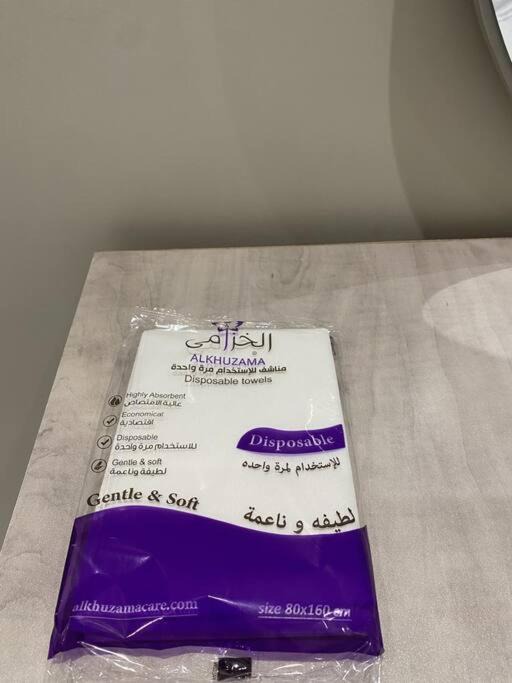 الخزامى
ALKHUZAMA
®
مناشف للإستخدام مرة واحدة
Disposable towels
Highly Absorbent
عالية الامتصاص
Economical
اقتصادية
Disposable
للاستخدام مرة واحدة
Gentle & soft
لطيفة وناعمة
Disposable
للإستخدام لمرة واحده
Gentle & Soft
لطيفه و ناعمة
alkhuzamacare.com
size 80x160 cm